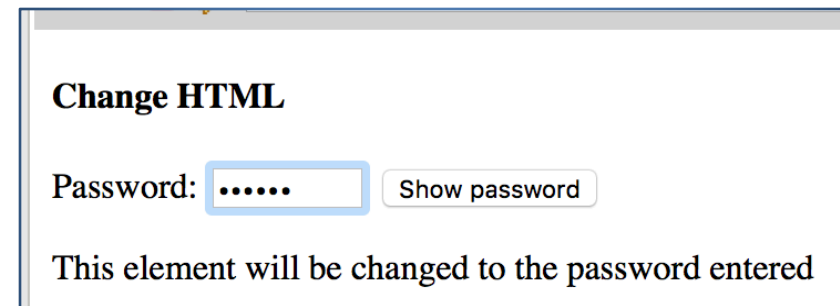 Change HTML
Password: •••••• Show password
This element will be changed to the password entered